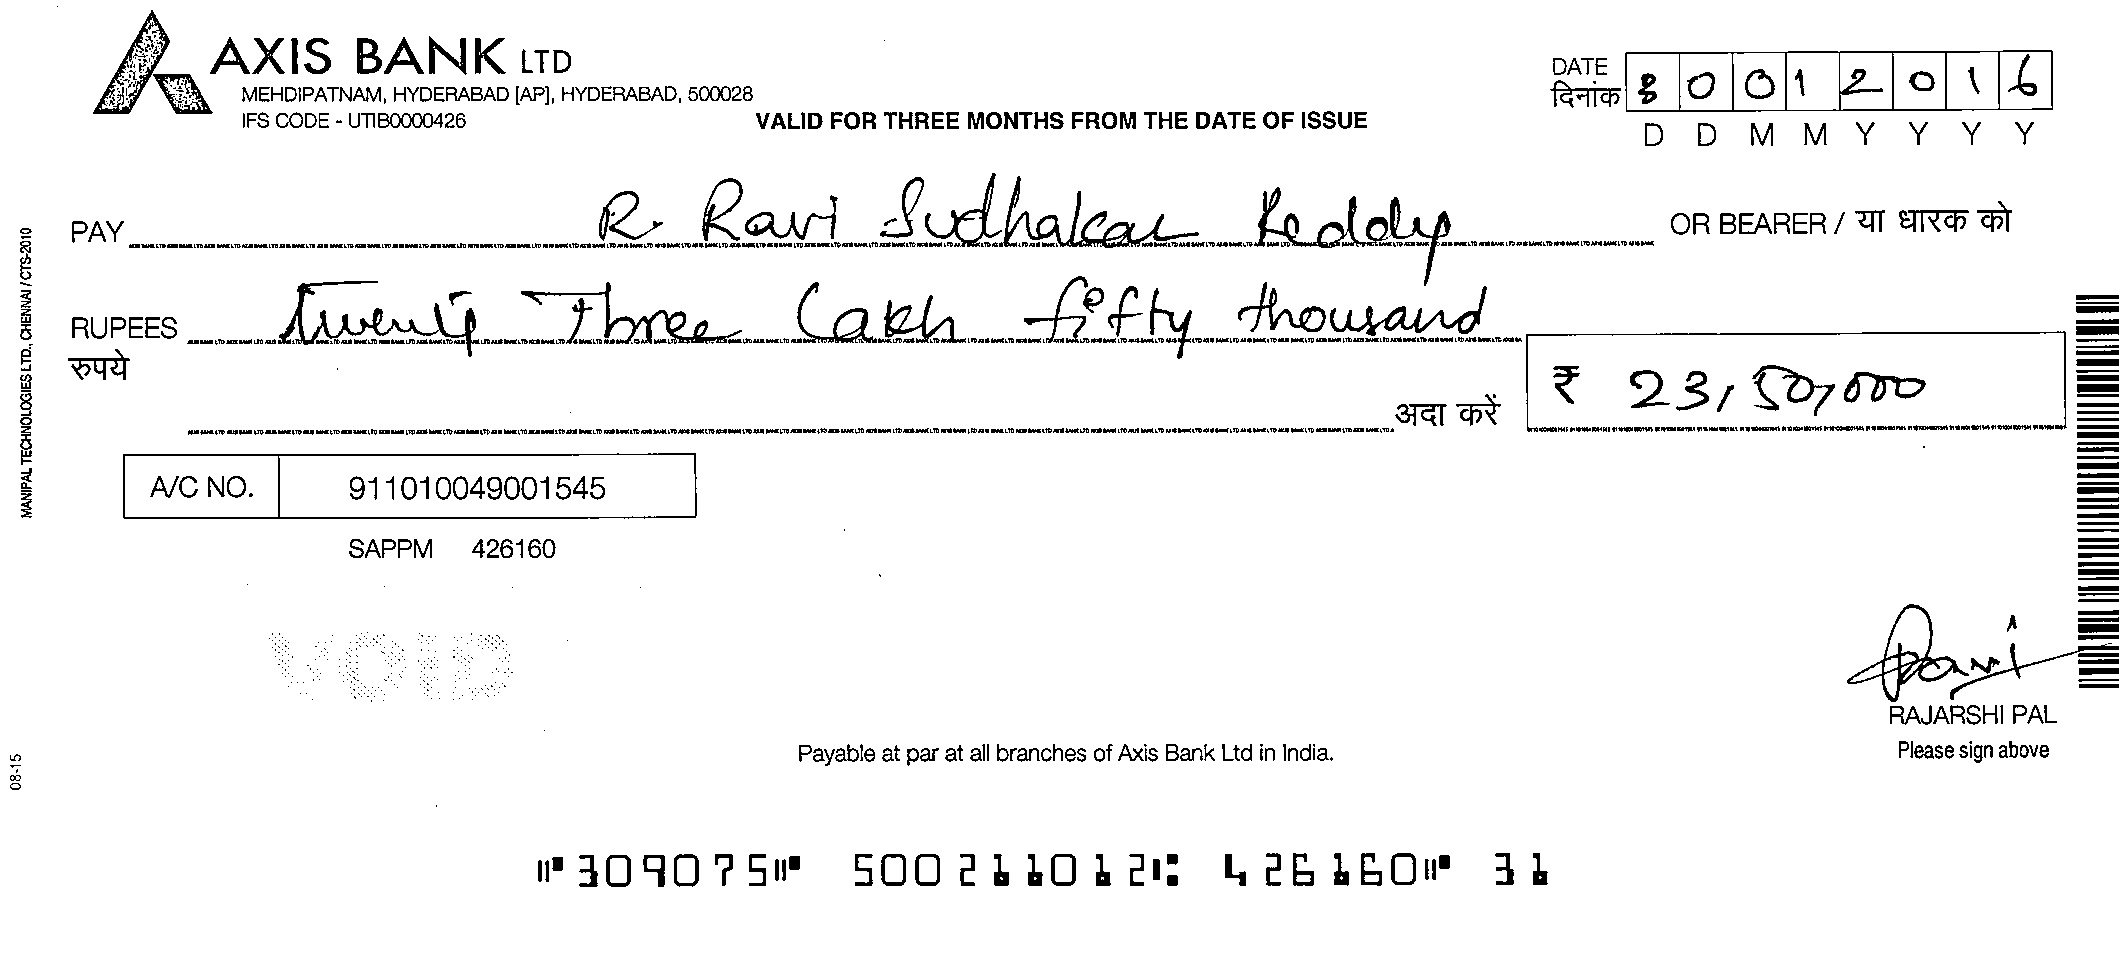 AXIS BANK LTD
MEHDIPATNAM, HYDERABAD [AP], HYDERABAD, 500028
IFS CODE - UTIB0000426
VALID FOR THREE MONTHS FROM THE DATE OF ISSUE
DATE
दिनांक 0 0 1 2 0 1 6
D D M M Y Y Y Y
PAY R. Ravi Sudhakar Reddy OR BEARER / या धारक को
RUPEES Twenty Three Lakh fifty thousand
रुपये
अदा करें ₹ 23,50,000
A/C NO. 911010049001545
SAPPM 426160
VOID
RAJARSHI PAL
Please sign above
Payable at par at all branches of Axis Bank Ltd in India.
MANIPAL TECHNOLOGIES LTD., CHENNAI / CTS-2010
08-15
⑈309075⑈ 500211012⑆ 426160⑈ 31